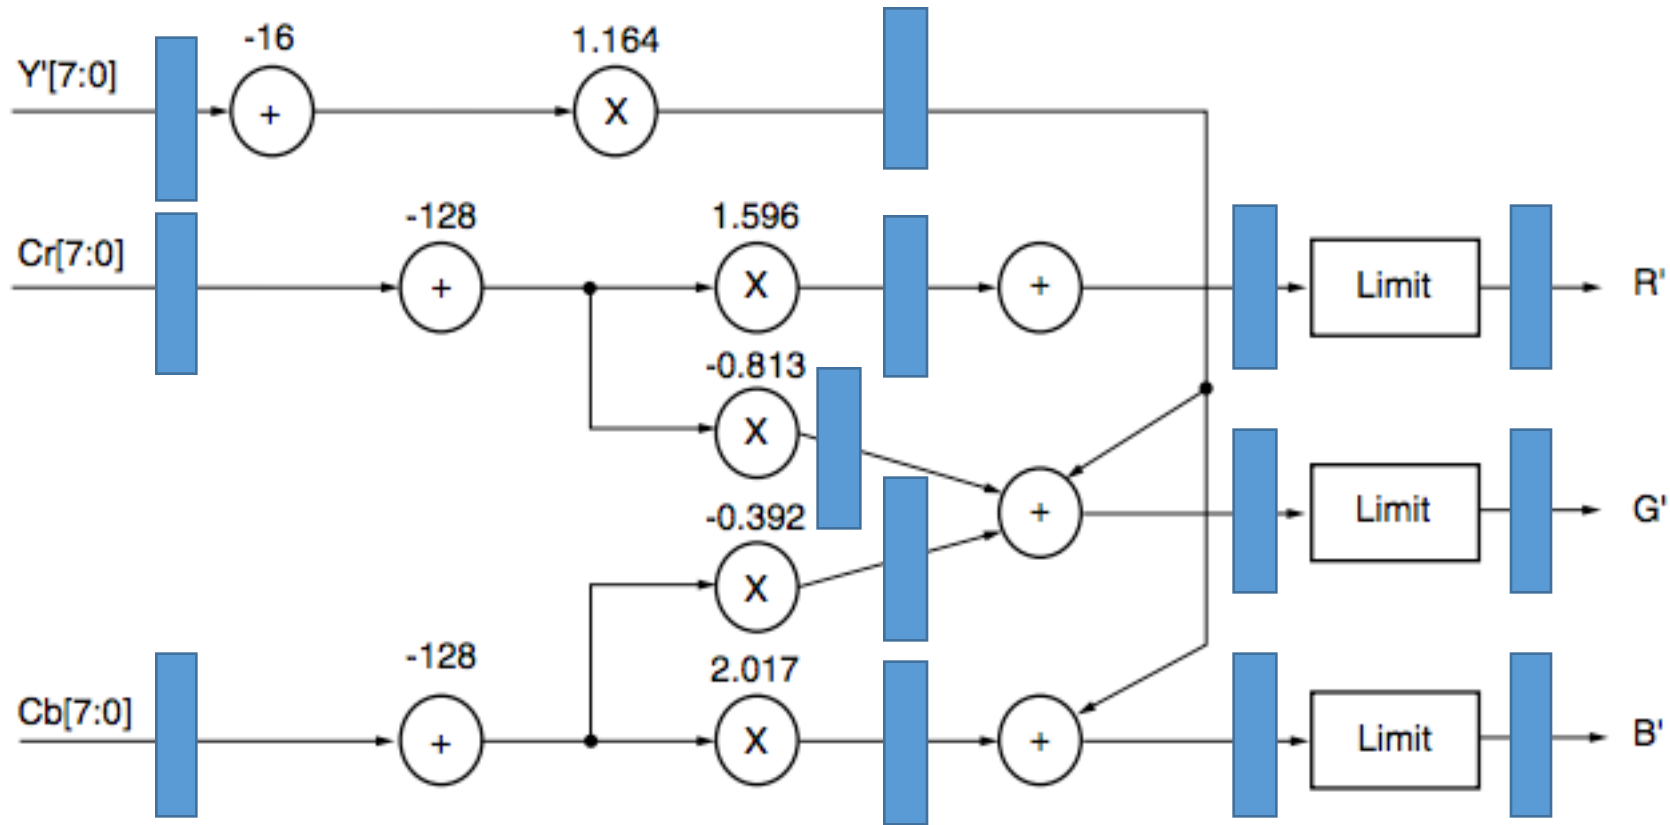 -16
1.164
Y'[7:0]
+
X
-128
1.596
Cr[7:0]
+
X
+
Limit
R'
-0.813
X
-0.392
+
Limit
G'
X
-128
2.017
Cb[7:0]
+
X
+
Limit
B'